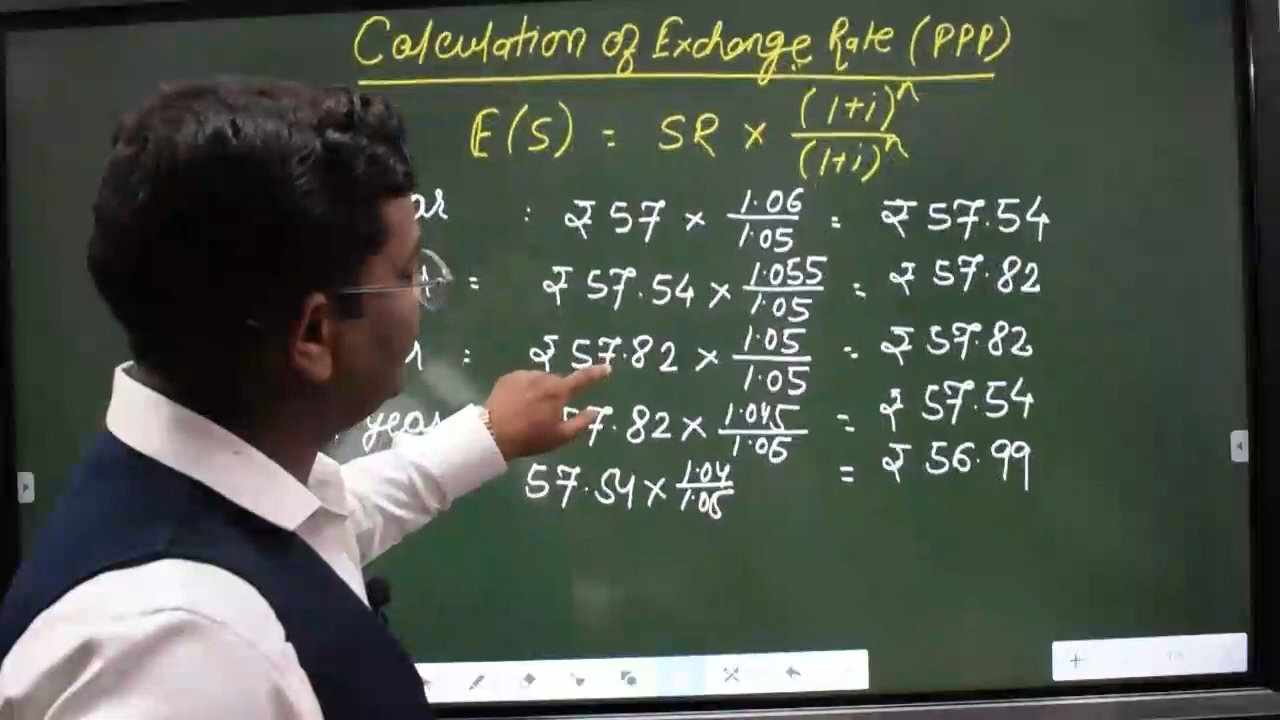 Calculation of Exchange Rate (PPP)
E(S) = SR × (1+i)^n / (1+i)^n
: ₹ 57 × 1.06 / 1.05 = ₹ 57.54
= ₹ 57.54 × 1.055 / 1.05 = ₹ 57.82
: ₹ 57.82 × 1.05 / 1.05 = ₹ 57.82
year 57.82 × 1.045 / 1.05 = ₹ 57.54
57.54 × 1.04 / 1.05 = ₹ 56.99